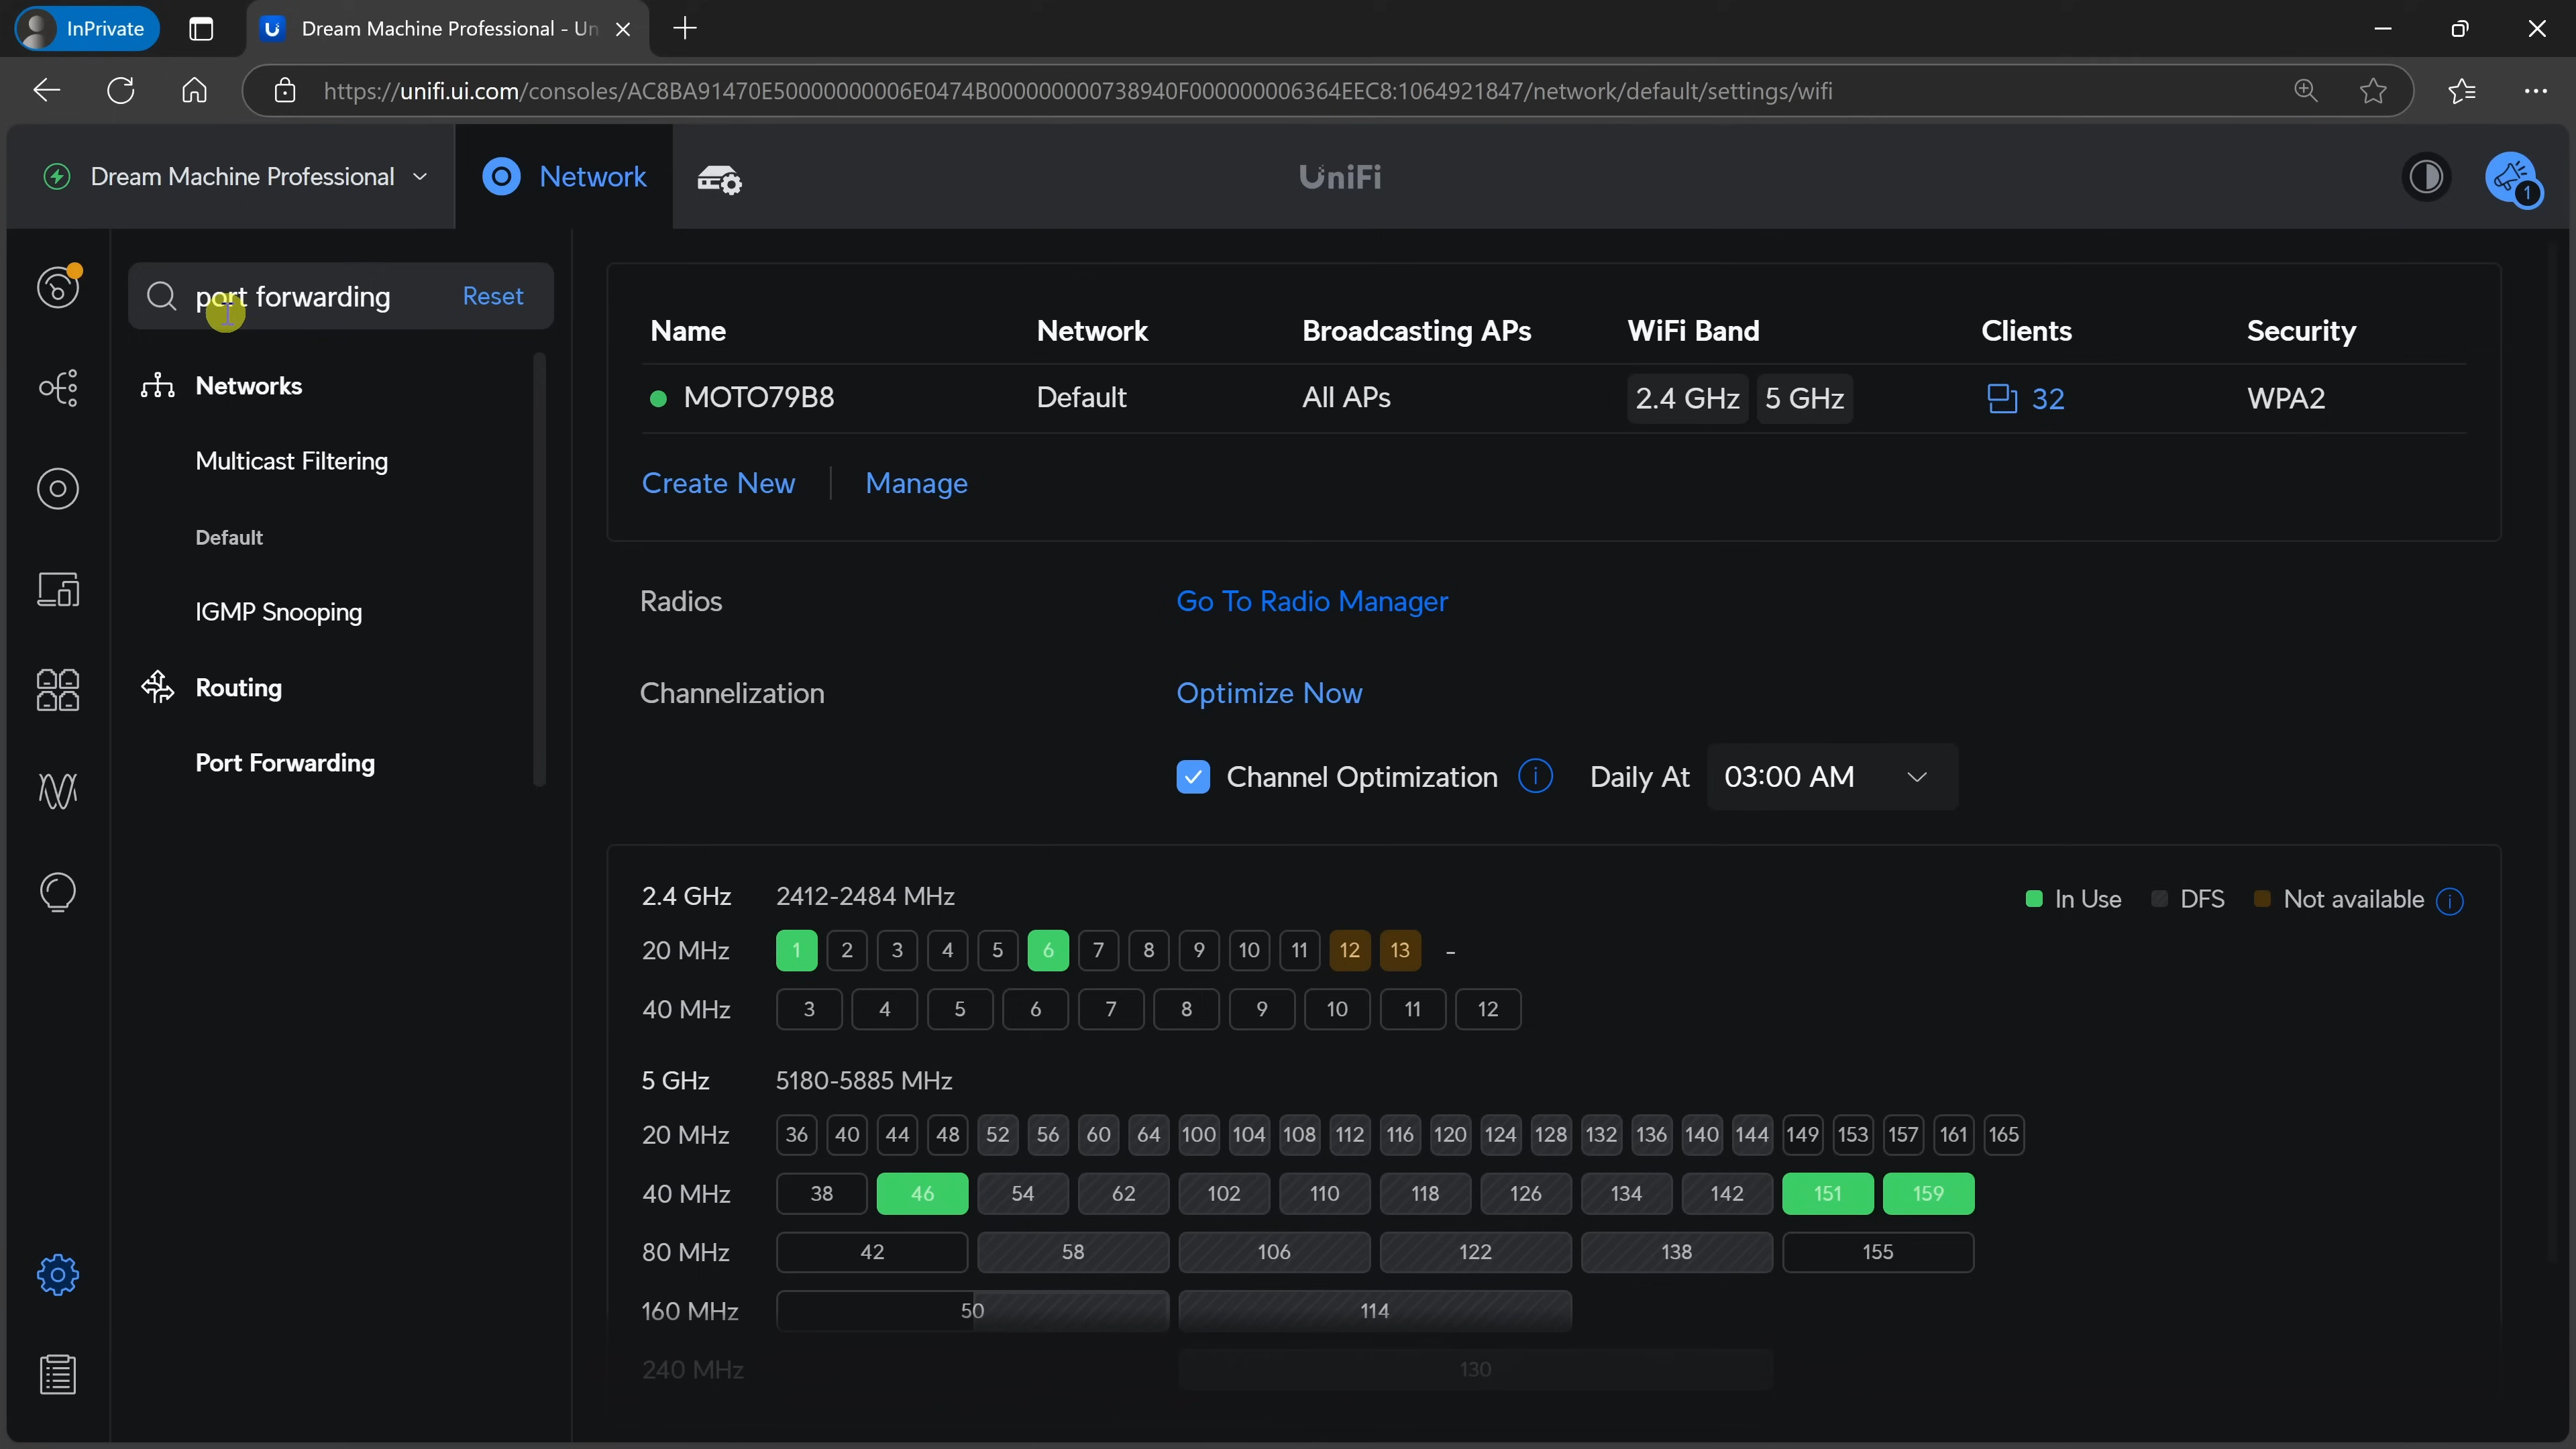 InPrivate
Dream Machine Professional - Un
https://unifi.ui.com/consoles/AC8BA91470E50000000006E0474B000000000738940F000000006364EEC8:1064921847/network/default/settings/wifi
Dream Machine Professional
Network
UniFi
1
port forwarding
Reset
Networks
Multicast Filtering
Default
IGMP Snooping
Routing
Port Forwarding
Name Network Broadcasting APs WiFi Band Clients Security
MOTO79B8 Default All APs 2.4 GHz 5 GHz 32 WPA2
Create New Manage
Radios Go To Radio Manager
Channelization Optimize Now
Channel Optimization Daily At 03:00 AM
2.4 GHz 2412-2484 MHz In Use DFS Not available
20 MHz 1 2 3 4 5 6 7 8 9 10 11 12 13 -
40 MHz 3 4 5 6 7 8 9 10 11 12
5 GHz 5180-5885 MHz
20 MHz 36 40 44 48 52 56 60 64 100 104 108 112 116 120 124 128 132 136 140 144 149 153 157 161 165
40 MHz 38 46 54 62 102 110 118 126 134 142 151 159
80 MHz 42 58 106 122 138 155
160 MHz 50 114
240 MHz 130